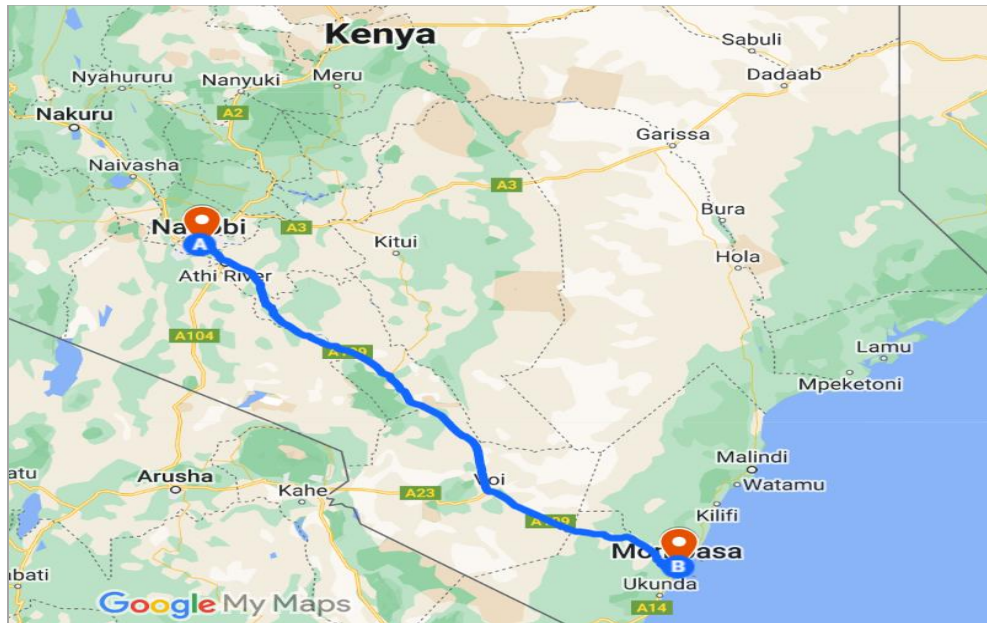 Kenya
Sabuli
Dadaab
Nyahururu
Nanyuki
Meru
Nakuru
A2
Garissa
Naivasha
A3
Bura
A3
Kitui
Hola
A
Athi River
A104
Lamu
Mpeketoni
Malindi
Arusha
Watamu
Kahe
A23
Kilifi
B
Ukunda
A14
Google My Maps